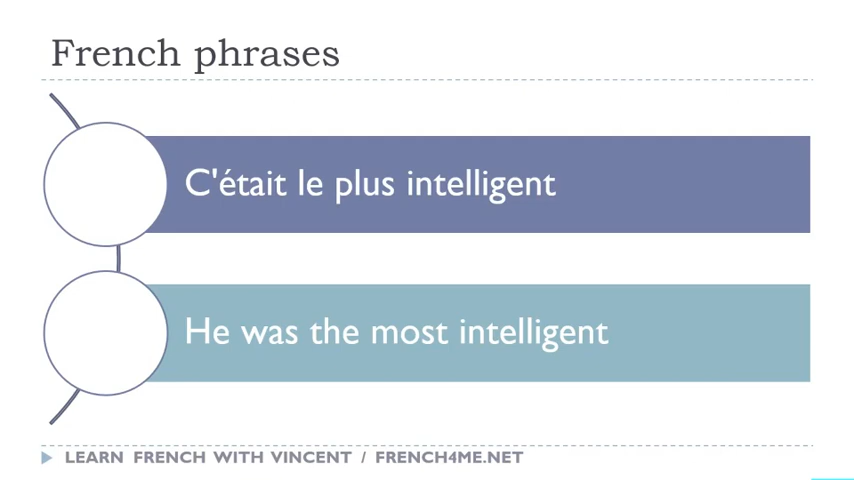 French phrases
C'était le plus intelligent
He was the most intelligent
LEARN FRENCH WITH VINCENT / FRENCH4ME.NET